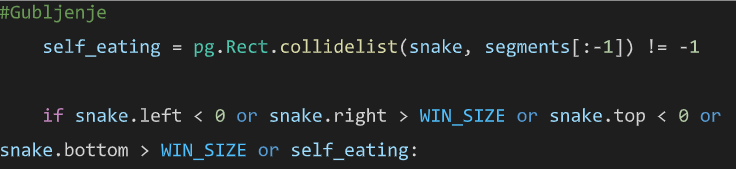 #Gubljenje
self_eating = pg.Rect.collidelist(snake, segments[:-1]) != -1
if snake.left < 0 or snake.right > WIN_SIZE or snake.top < 0 or
snake.bottom > WIN_SIZE or self_eating: